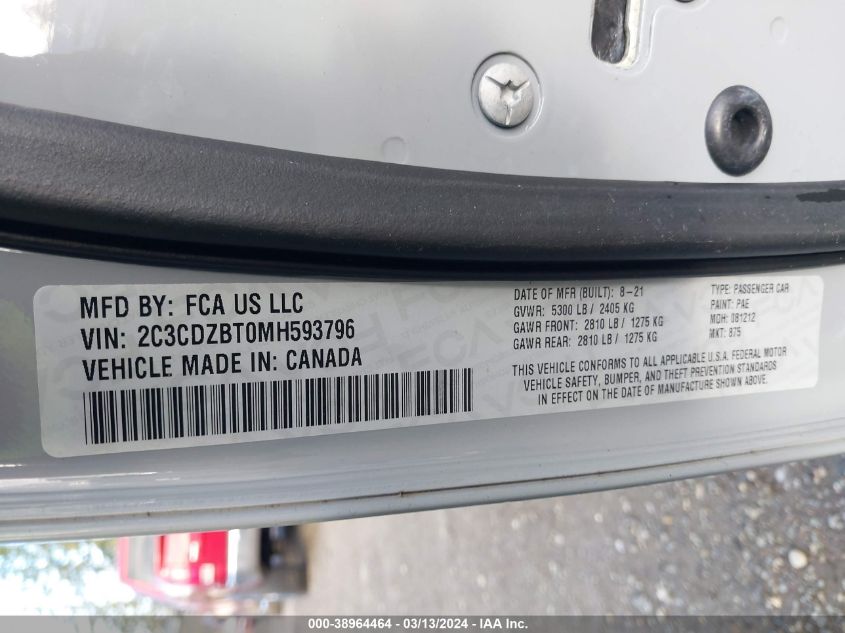 MFD BY: FCA US LLC
VIN: 2C3CDZBT0MH593796
VEHICLE MADE IN: CANADA
DATE OF MFR (BUILT): 8-21
GVWR: 5300 LB / 2405 KG
GAWR FRONT: 2810 LB / 1275 KG
GAWR REAR: 2810 LB / 1275 KG
TYPE: PASSENGER CAR
PAINT: PAE
MDH: 081212
MKT: 875
THIS VEHICLE CONFORMS TO ALL APPLICABLE U.S.A. FEDERAL MOTOR
VEHICLE SAFETY, BUMPER, AND THEFT PREVENTION STANDARDS
IN EFFECT ON THE DATE OF MANUFACTURE SHOWN ABOVE.
000-38964464 / 03/13/2024 - IAA Inc.